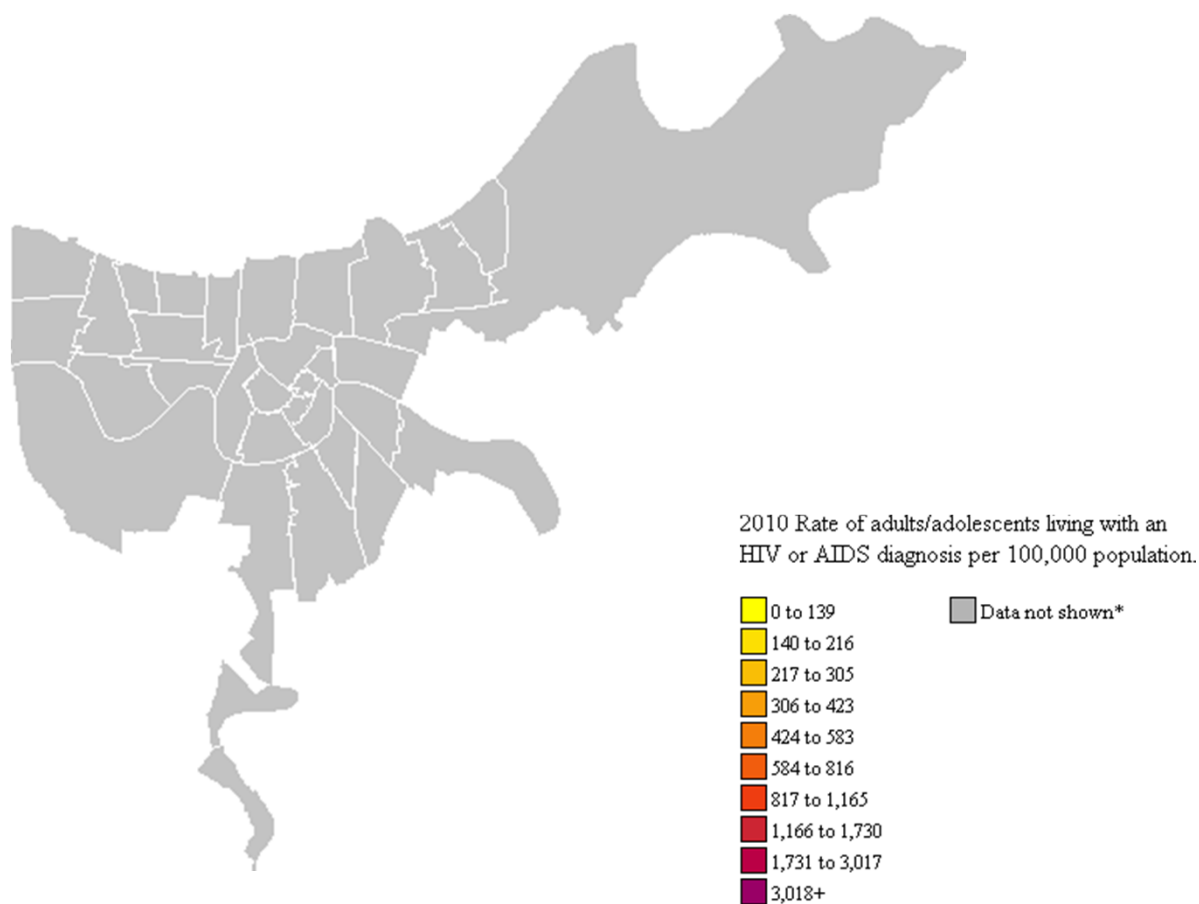 2010 Rate of adults/adolescents living with an
HIV or AIDS diagnosis per 100,000 population.
0 to 139
Data not shown*
140 to 216
217 to 305
306 to 423
424 to 583
584 to 816
817 to 1,165
1,166 to 1,730
1,731 to 3,017
3,018+